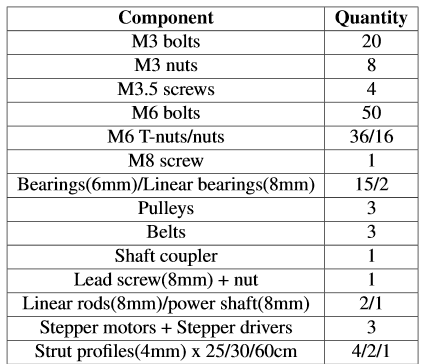 Component Quantity
M3 bolts 20
M3 nuts 8
M3.5 screws 4
M6 bolts 50
M6 T-nuts/nuts 36/16
M8 screw 1
Bearings(6mm)/Linear bearings(8mm) 15/2
Pulleys 3
Belts 3
Shaft coupler 1
Lead screw(8mm) + nut 1
Linear rods(8mm)/power shaft(8mm) 2/1
Stepper motors + Stepper drivers 3
Strut profiles(4mm) x 25/30/60cm 4/2/1